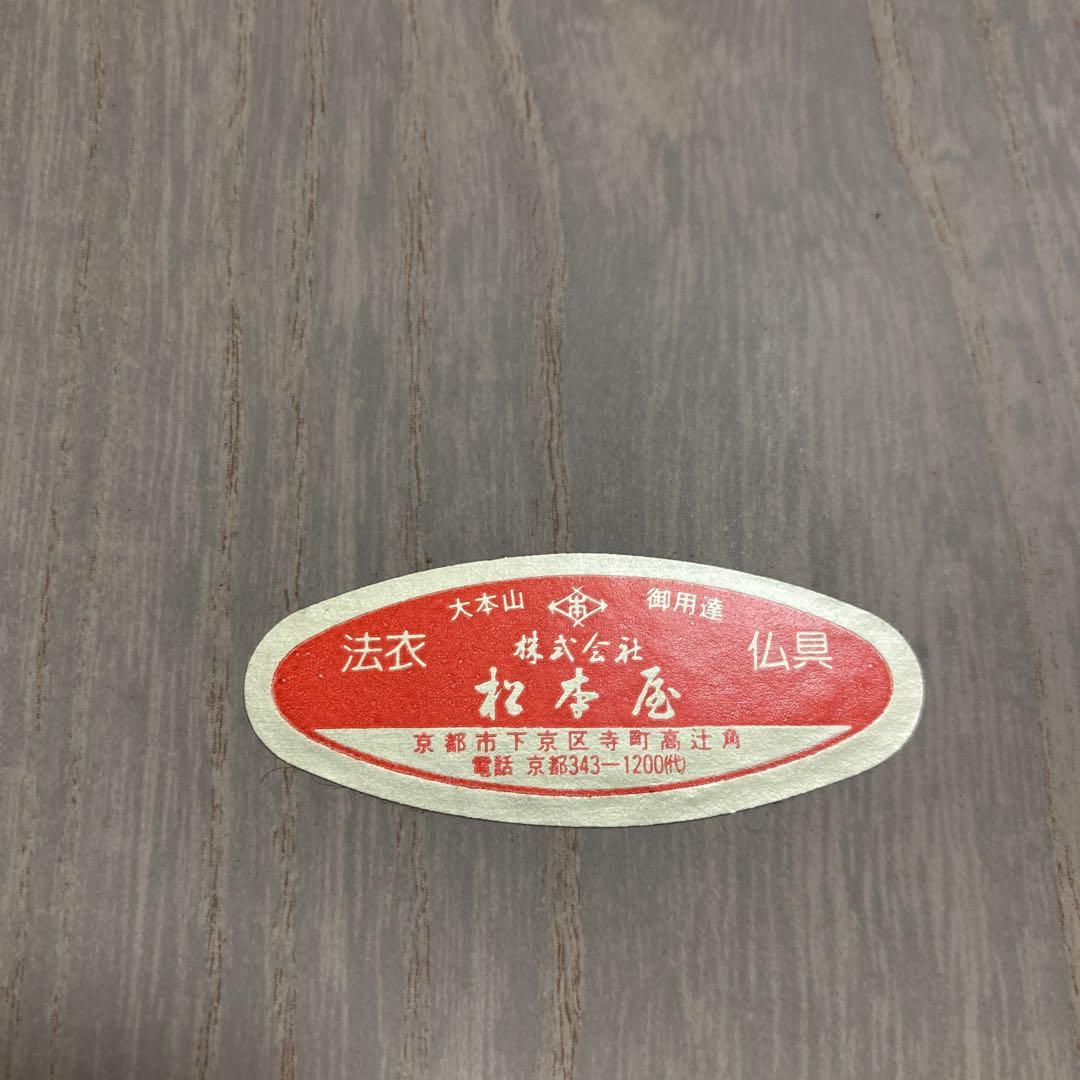 大本山 本 御用達
法衣 株式会社 仏具
松本屋
京都市下京区寺町高辻角
電話 京都343-1200(代)